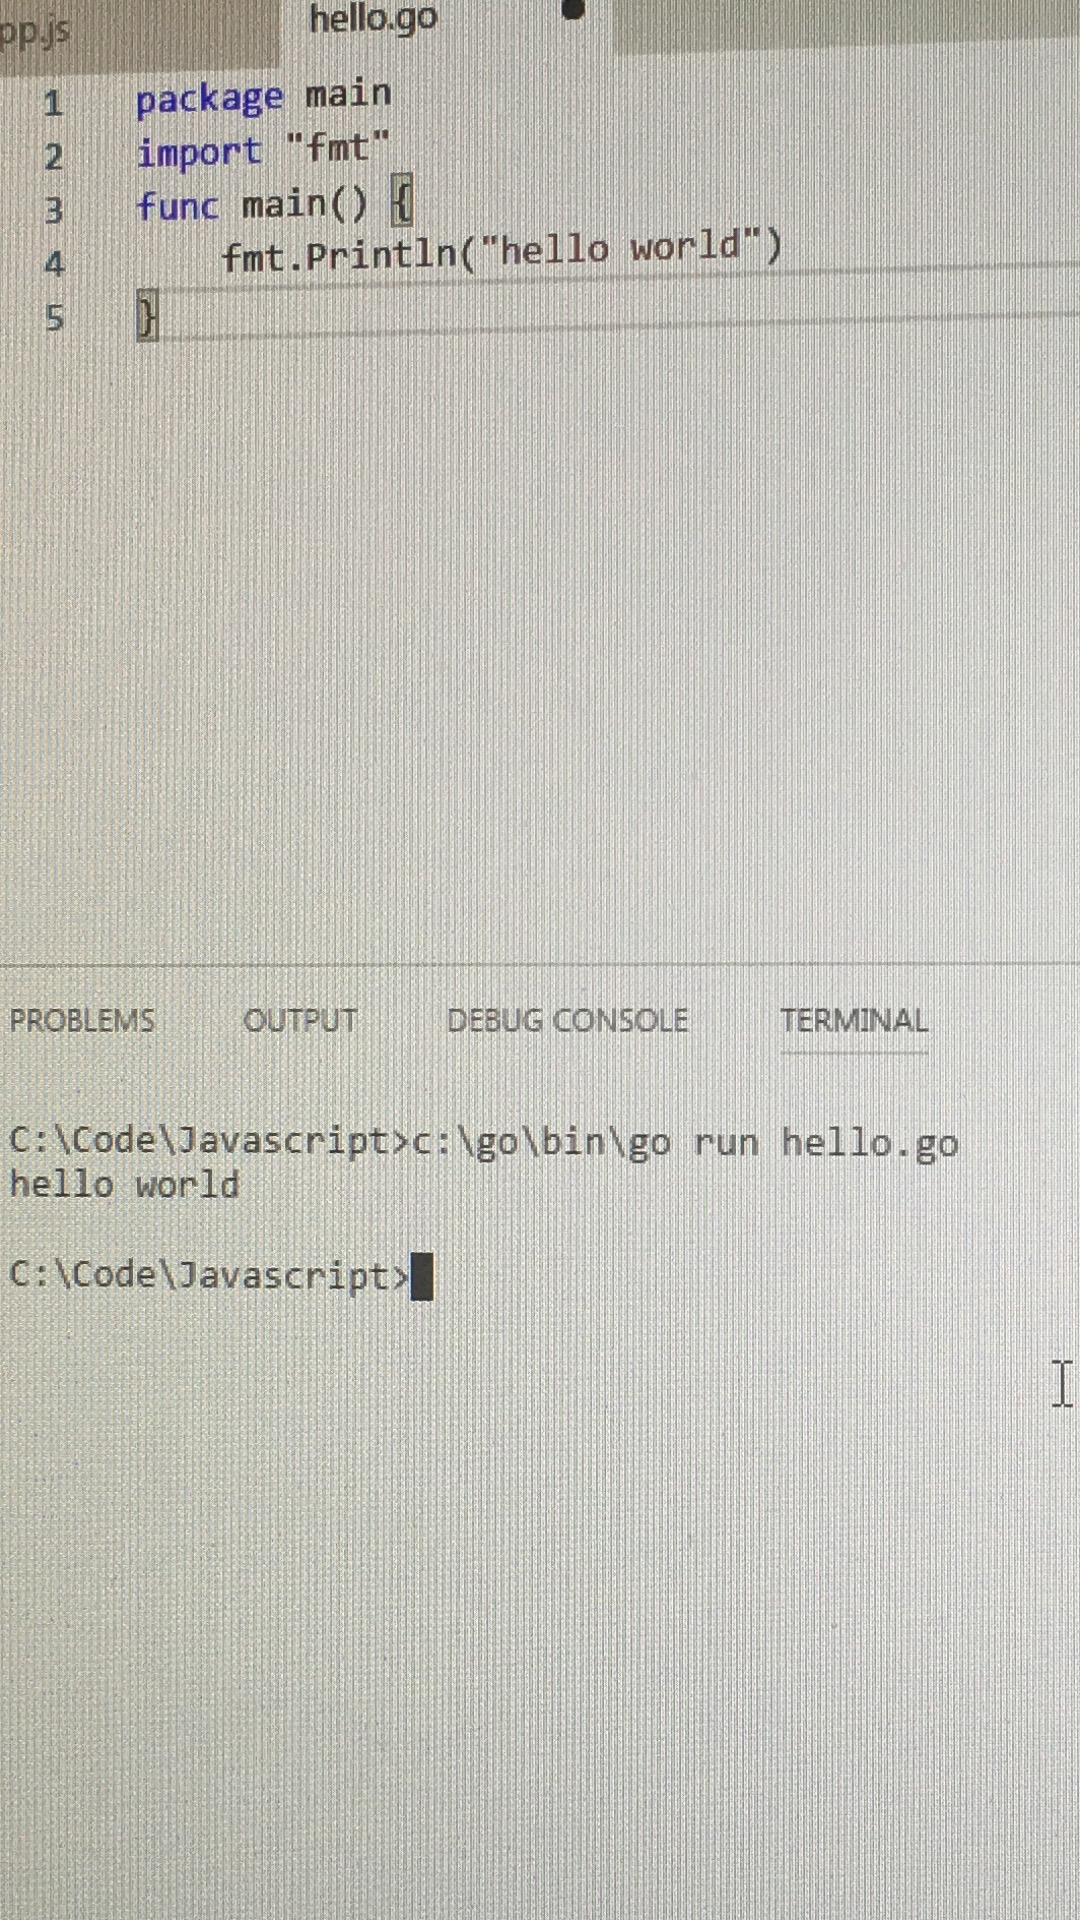 pp.js
hello.go
1 package main
2 import "fmt"
3 func main() {
4     fmt.Println("hello world")
5 }
PROBLEMS OUTPUT DEBUG CONSOLE TERMINAL
C:\Code\Javascript>c:\go\bin\go run hello.go
hello world
C:\Code\Javascript>